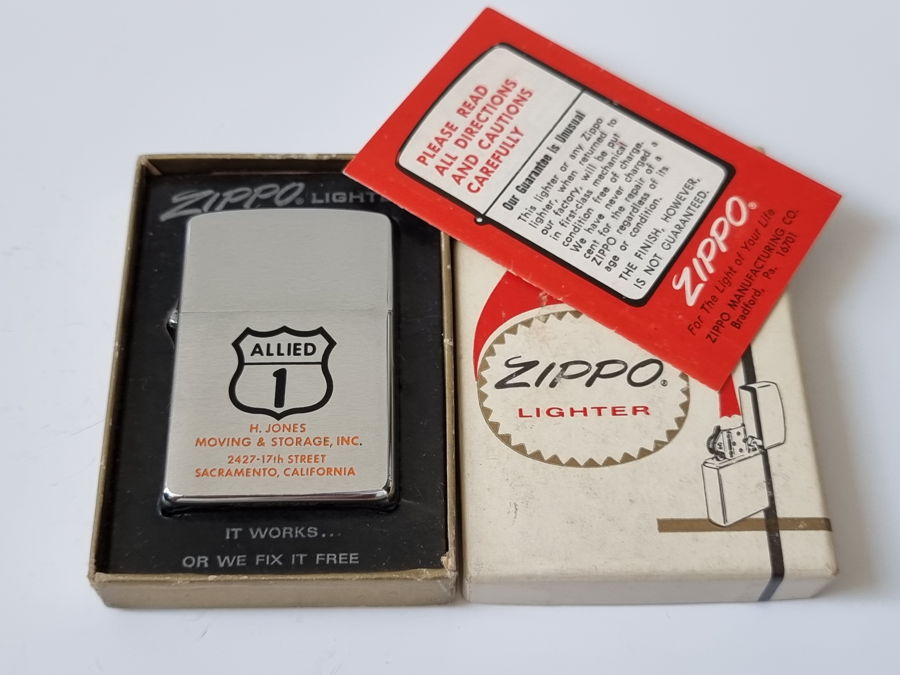 ZIPPO® LIGHTE
ALLIED
1
H. JONES
MOVING & STORAGE, INC.
2427-17th STREET
SACRAMENTO, CALIFORNIA
IT WORKS...
OR WE FIX IT FREE
PLEASE READ
ALL DIRECTIONS
AND CAUTIONS
CAREFULLY
Our Guarantee is Unusual
This lighter or any Zippo
lighter, when returned to
our factory, will be put
in first-class mechanical
condition free of charge.
We have never charged a
cent for the repair of a
ZIPPO regardless of its
age or condition.
THE FINISH, HOWEVER,
IS NOT GUARANTEED.
ZIPPO®
For The Light of Your Life
ZIPPO MANUFACTURING CO.
Bradford, Pa. 16701
ZIPPO®
LIGHTER